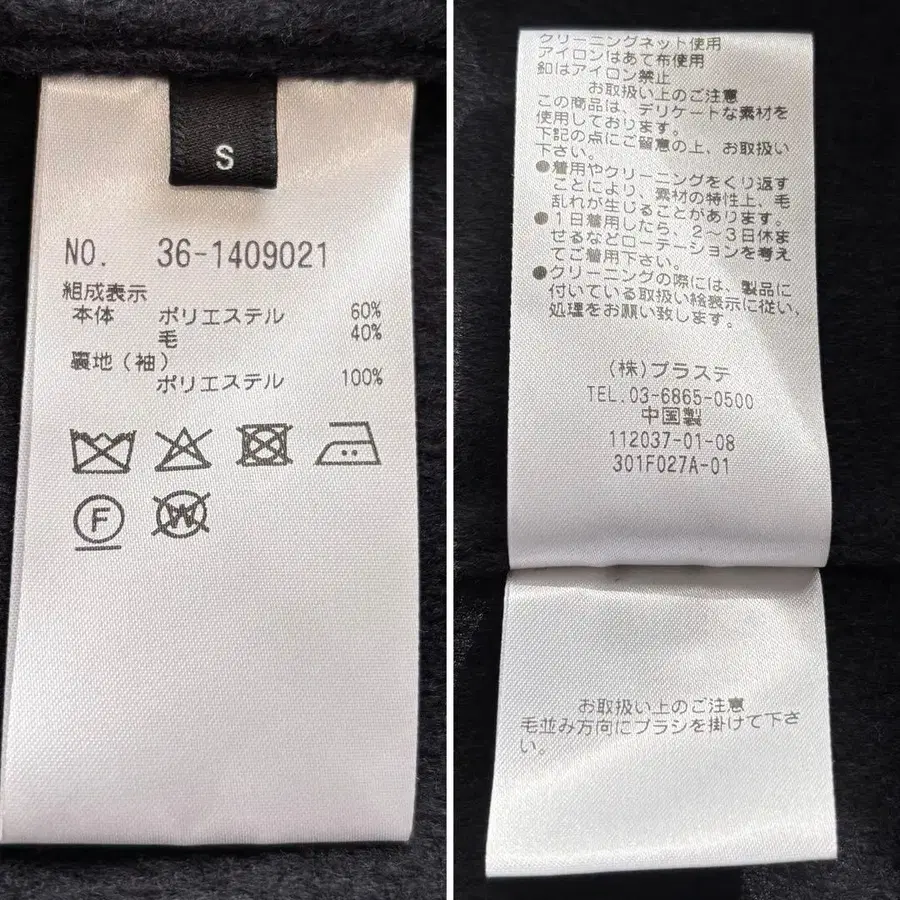 S
NO. 36-1409021
組成表示
本体 ポリエステル 60%
毛 40%
裏地(袖)
ポリエステル 100%
F
W
クリーニングネット使用
アイロンはあて布使用
釦はアイロン禁止
お取扱い上のご注意
この商品は、デリケートな素材を
使用しております。
下記の点にご留意の上、お取扱い
下さい。
●着用やクリーニングをくり返す
ことにより、素材の特性上、毛
乱れが生じることがあります。
●1日着用したら、2〜3日休ま
せるなどローテーションを考え
てご着用下さい。
●クリーニングの際には、製品に
付いている取扱い絵表示に従い、
処理をお願い致します。
(株)プラステ
TEL.03-6865-0500
中国製
112037-01-08
301F027A-01
お取扱い上のご注意
毛並み方向にブラシを掛けて下さ
い。